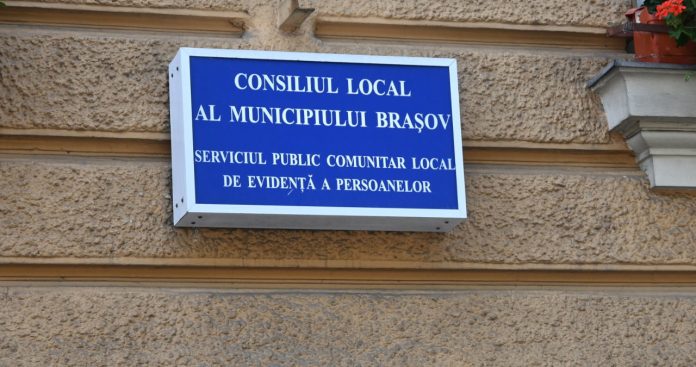 CONSILIUL LOCAL
AL MUNICIPIULUI BRAŞOV
SERVICIUL PUBLIC COMUNITAR LOCAL
DE EVIDENŢĂ A PERSOANELOR